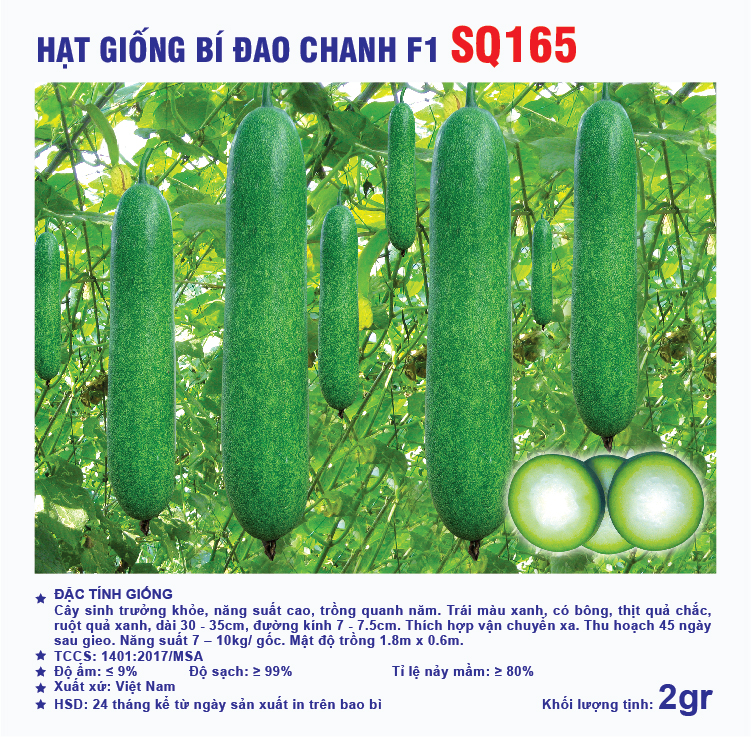 HẠT GIỐNG BÍ ĐAO CHANH F1 SQ165
★ ĐẶC TÍNH GIỐNG
Cây sinh trưởng khỏe, năng suất cao, trồng quanh năm. Trái màu xanh, có bông, thịt quả chắc,
ruột quả xanh, dài 30 - 35cm, đường kính 7 - 7.5cm. Thích hợp vận chuyển xa. Thu hoạch 45 ngày
sau gieo. Năng suất 7 – 10kg/ gốc. Mật độ trồng 1.8m x 0.6m.
★ TCCS: 1401:2017/MSA
★ Độ ẩm: ≤ 9% Độ sạch: ≥ 99% Tỉ lệ nảy mầm: ≥ 80%
★ Xuất xứ: Việt Nam
★ HSD: 24 tháng kể từ ngày sản xuất in trên bao bì Khối lượng tịnh: 2gr